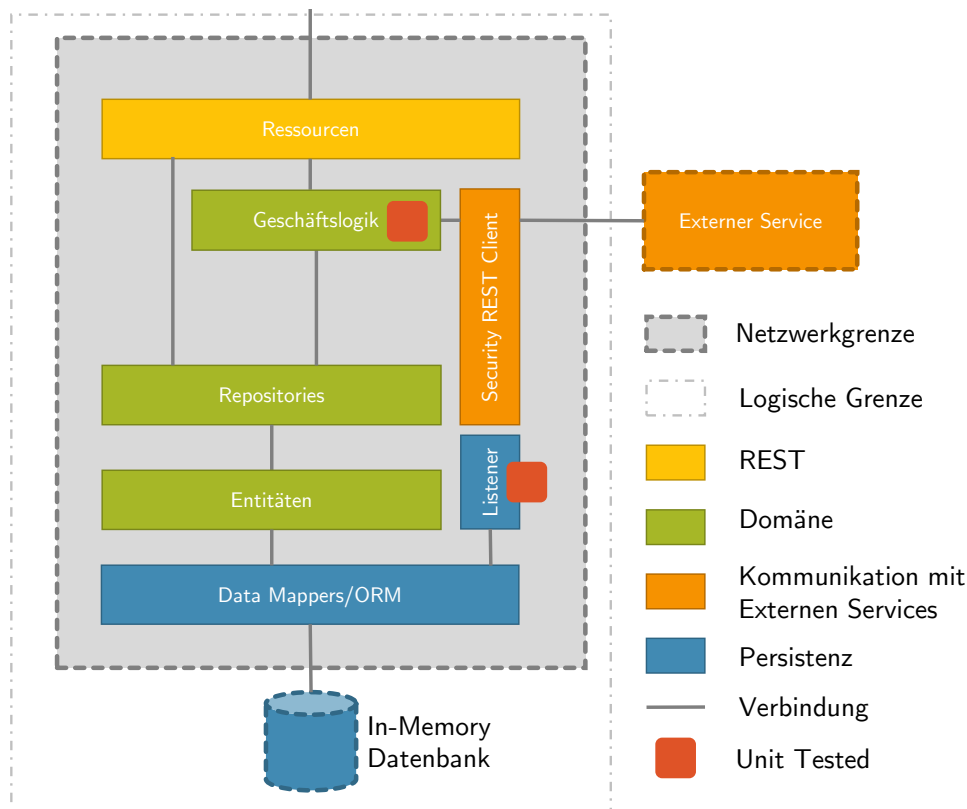 Ressourcen
Geschäftslogik
Security REST Client
Externer Service
Repositories
Listener
Entitäten
Data Mappers/ORM
In-Memory
Datenbank
Netzwerkgrenze
Logische Grenze
REST
Domäne
Kommunikation mit
Externen Services
Persistenz
Verbindung
Unit Tested